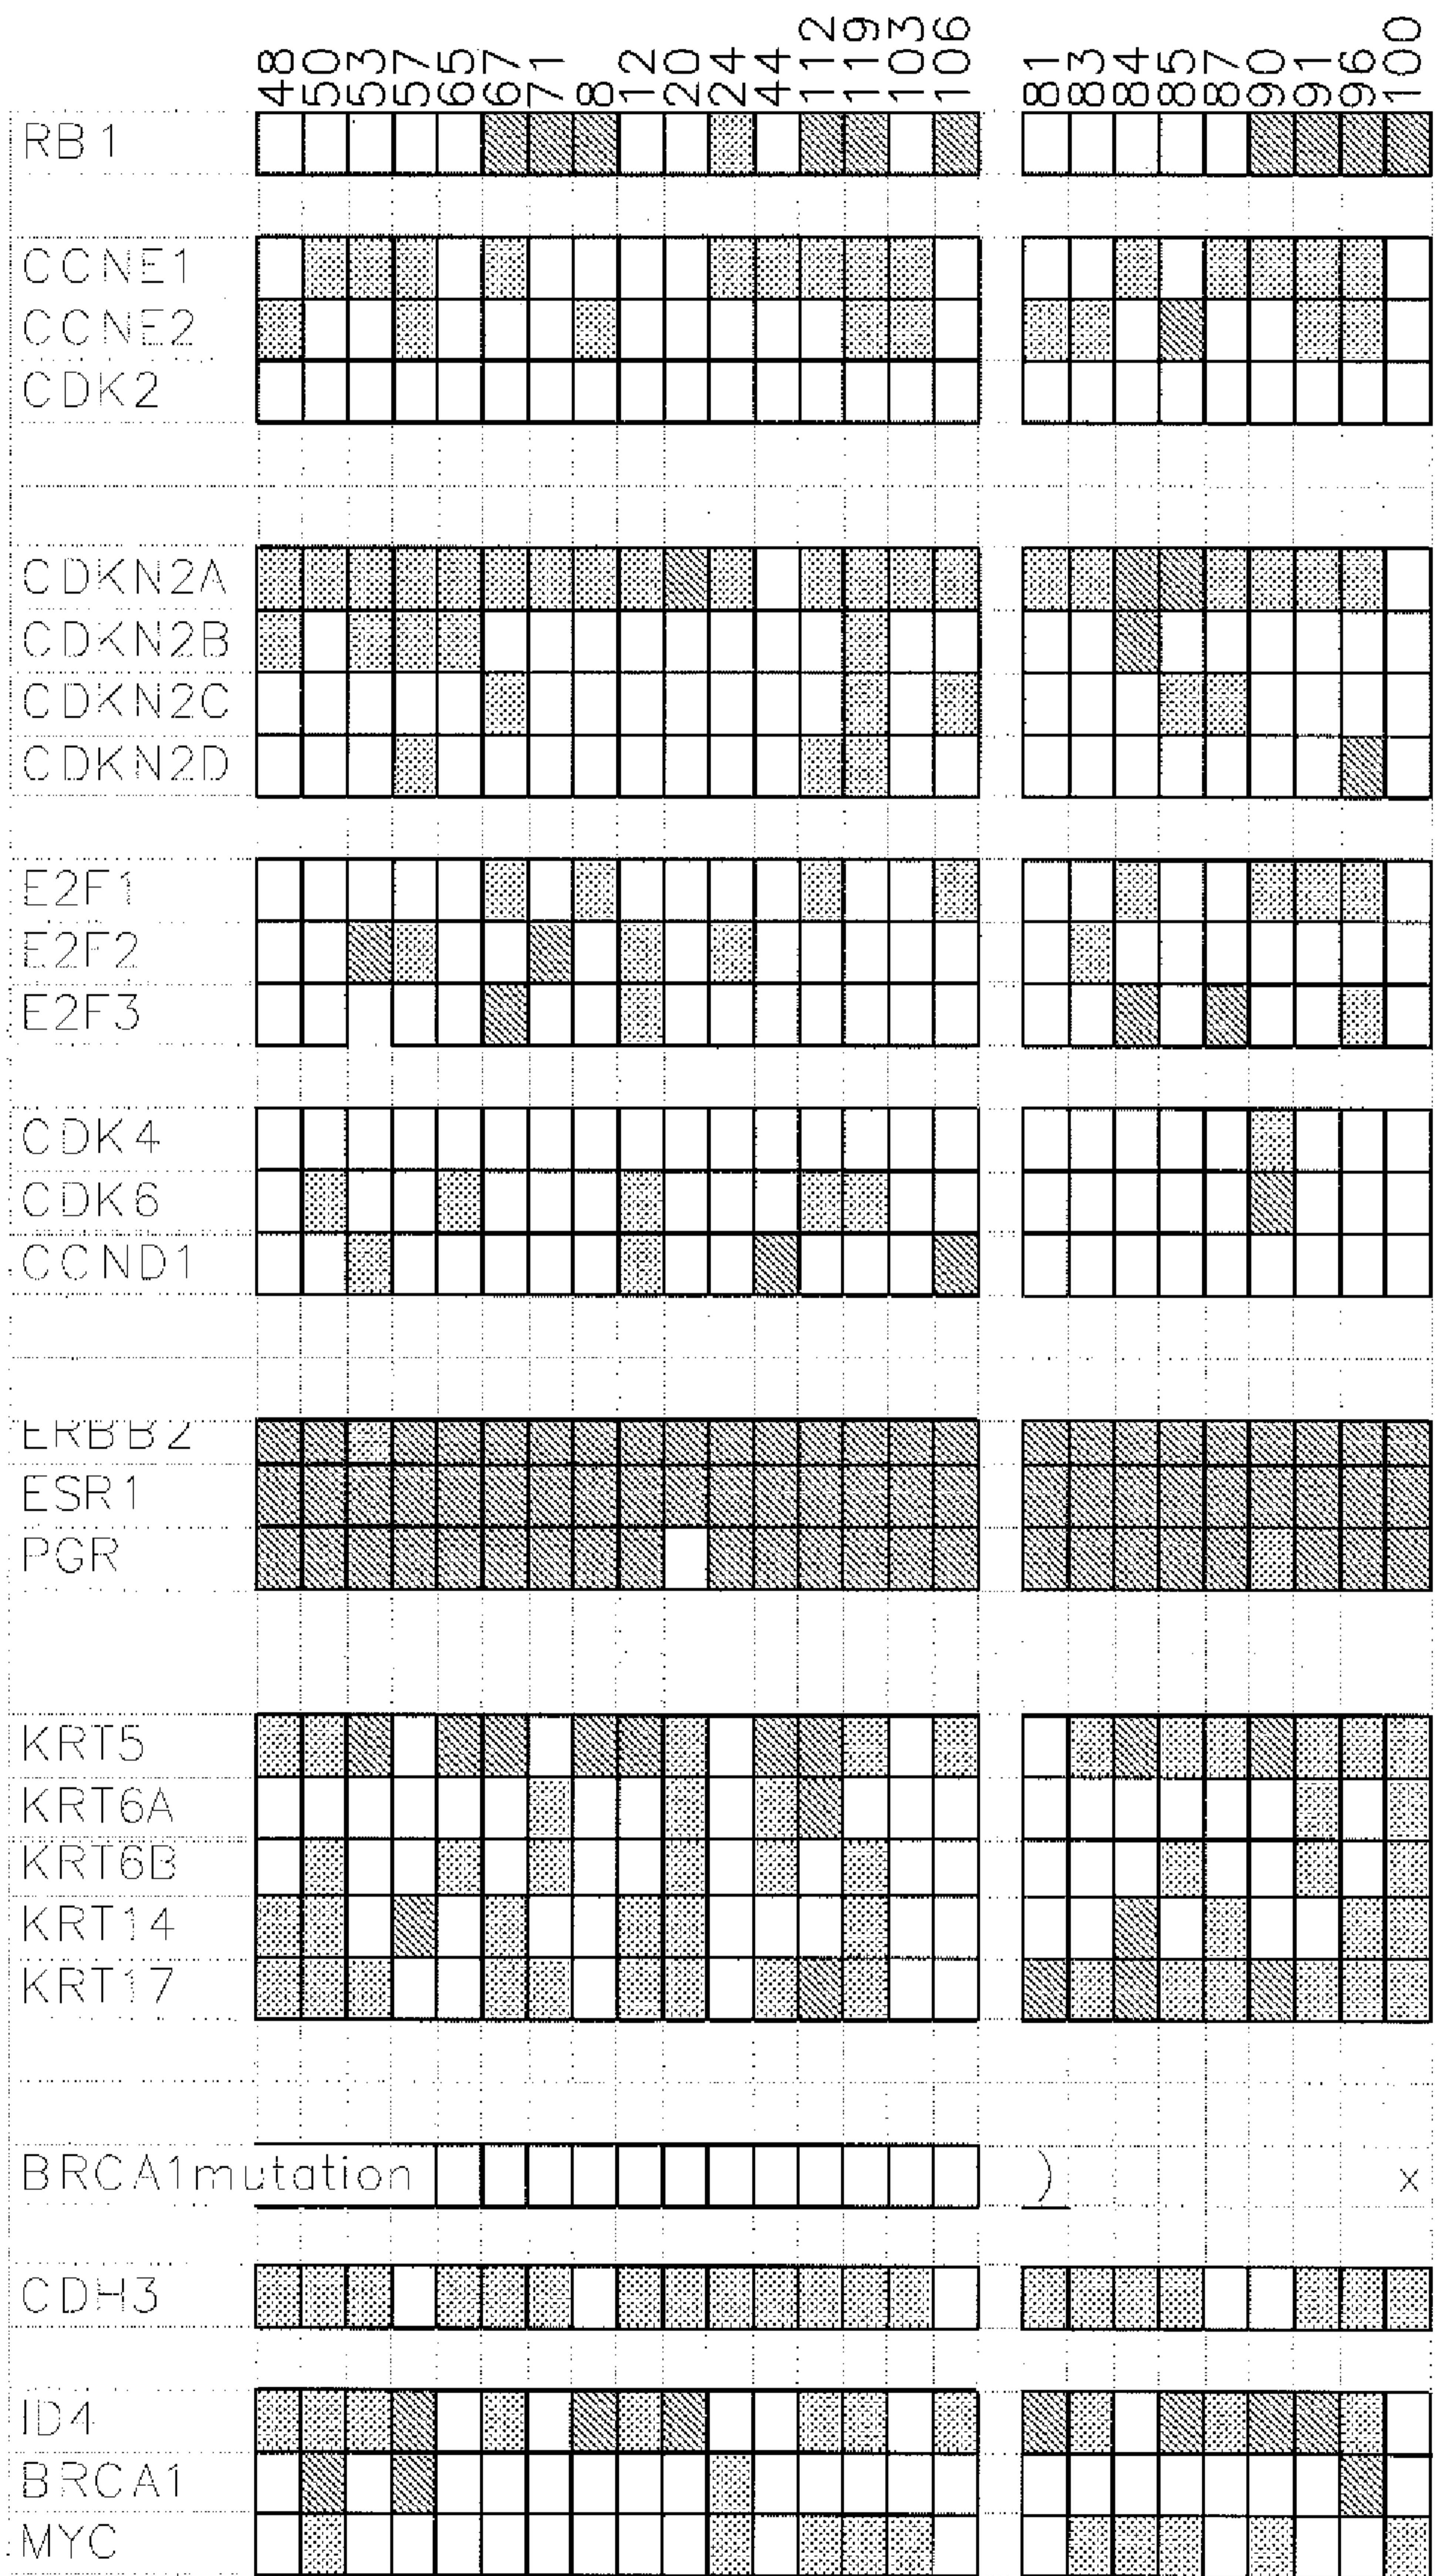 48 50 53 57 65 67 71 8 12 20 24 44 112 119 103 106 81 83 84 85 87 90 91 96 100
RB1
CCNE1
CCNE2
CDK2
CDKN2A
CDKN2B
CDKN2C
CDKN2D
E2F1
E2F2
E2F3
CDK4
CDK6
CCND1
ERBB2
ESR1
PGR
KRT5
KRT6A
KRT6B
KRT14
KRT17
BRCA1mutation ) x
CDH3
ID4
BRCA1
MYC